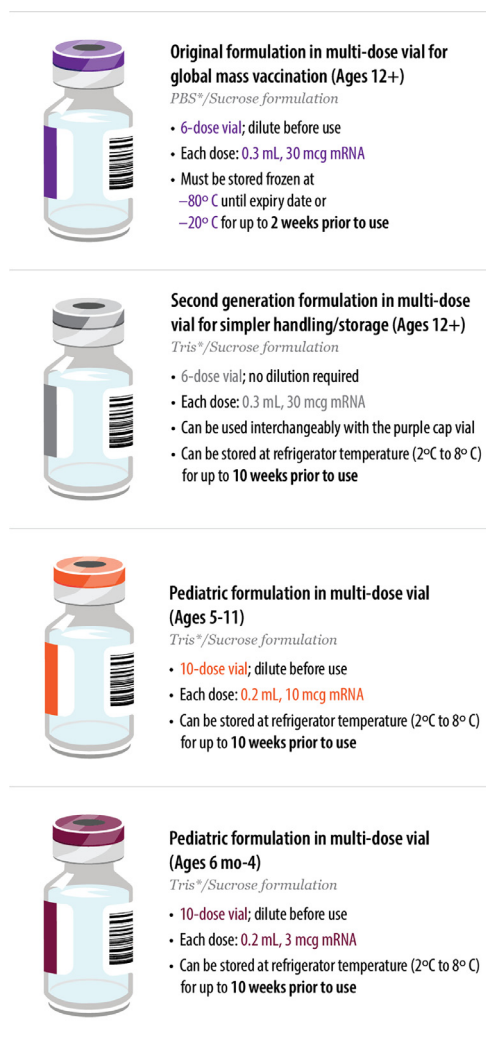 Original formulation in multi-dose vial for
global mass vaccination (Ages 12+)
PBS*/Sucrose formulation
• 6-dose vial; dilute before use
• Each dose: 0.3 mL, 30 mcg mRNA
• Must be stored frozen at
–80º C until expiry date or
–20º C for up to 2 weeks prior to use
Second generation formulation in multi-dose
vial for simpler handling/storage (Ages 12+)
Tris*/Sucrose formulation
• 6-dose vial; no dilution required
• Each dose: 0.3 mL, 30 mcg mRNA
• Can be used interchangeably with the purple cap vial
• Can be stored at refrigerator temperature (2ºC to 8º C)
for up to 10 weeks prior to use
Pediatric formulation in multi-dose vial
(Ages 5-11)
Tris*/Sucrose formulation
• 10-dose vial; dilute before use
• Each dose: 0.2 mL, 10 mcg mRNA
• Can be stored at refrigerator temperature (2ºC to 8º C)
for up to 10 weeks prior to use
Pediatric formulation in multi-dose vial
(Ages 6 mo-4)
Tris*/Sucrose formulation
• 10-dose vial; dilute before use
• Each dose: 0.2 mL, 3 mcg mRNA
• Can be stored at refrigerator temperature (2ºC to 8º C)
for up to 10 weeks prior to use